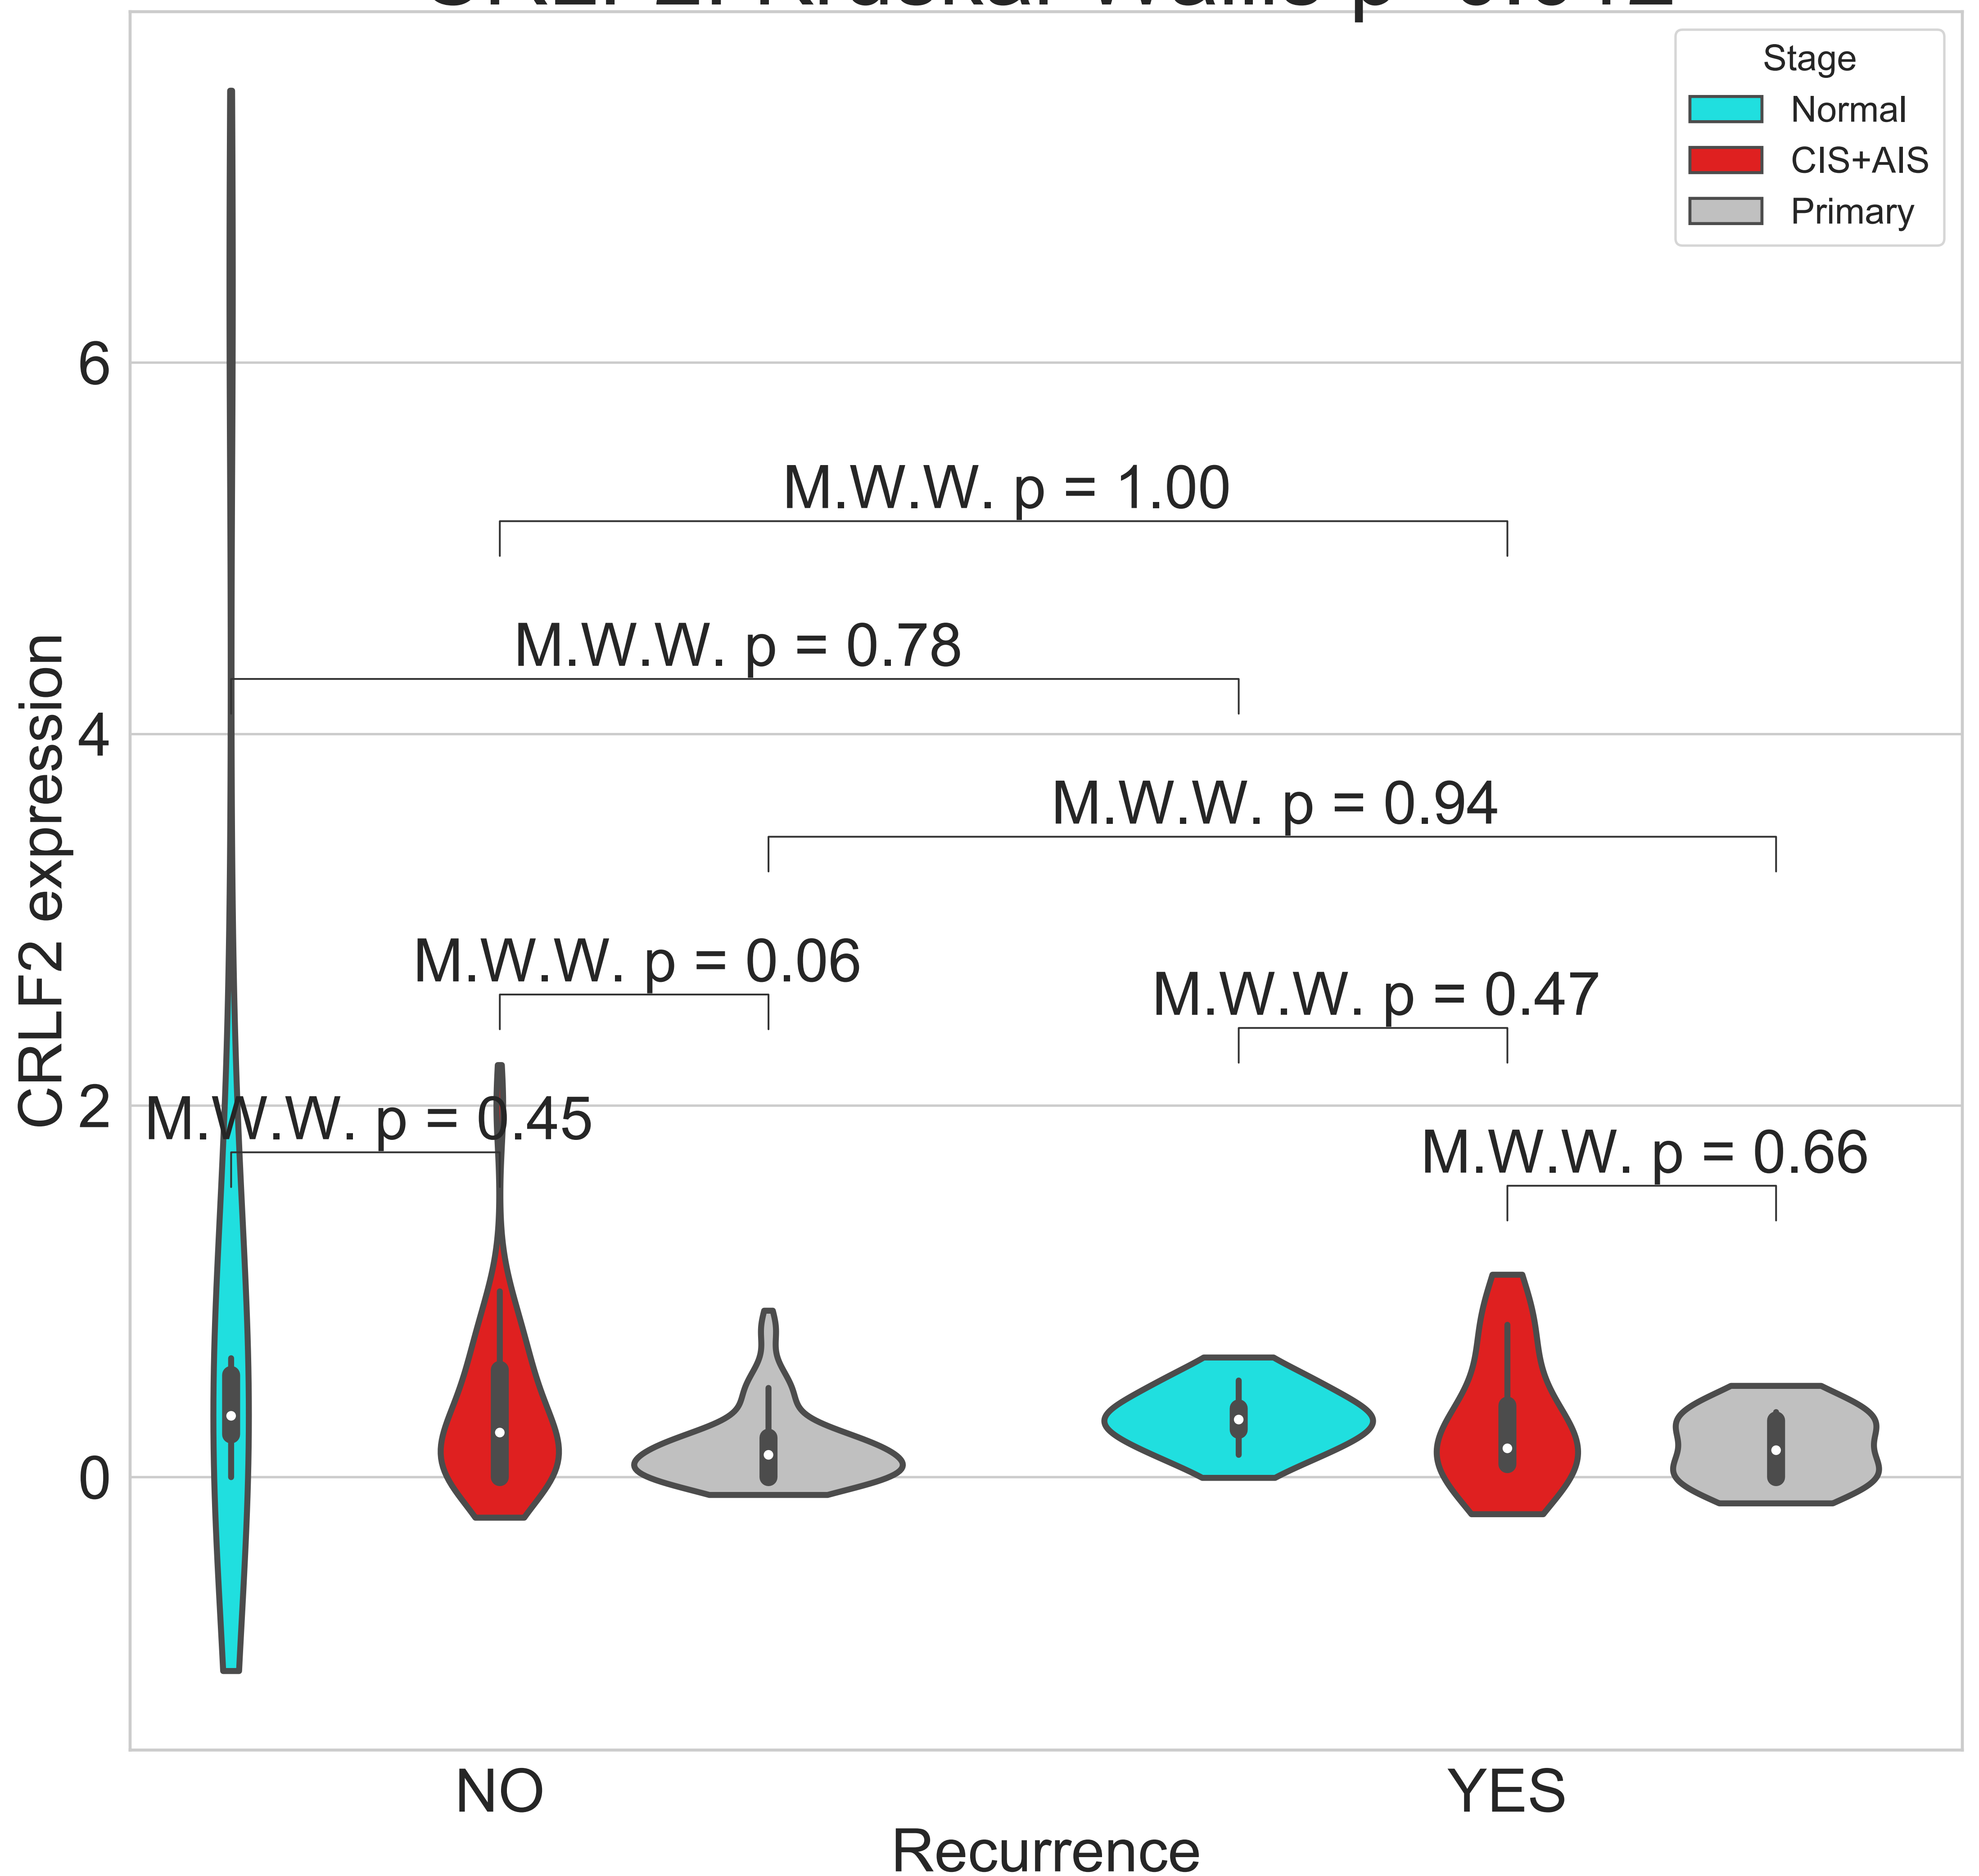 Stage
Normal
CIS+AIS
Primary
6
M.W.W. p = 1.00
M.W.W. p = 0.78
4
M.W.W. p = 0.94
M.W.W. p = 0.06
M.W.W. p = 0.47
2
M.W.W. p = 0.45
M.W.W. p = 0.66
0
CRLF2 expression
NO
YES
Recurrence